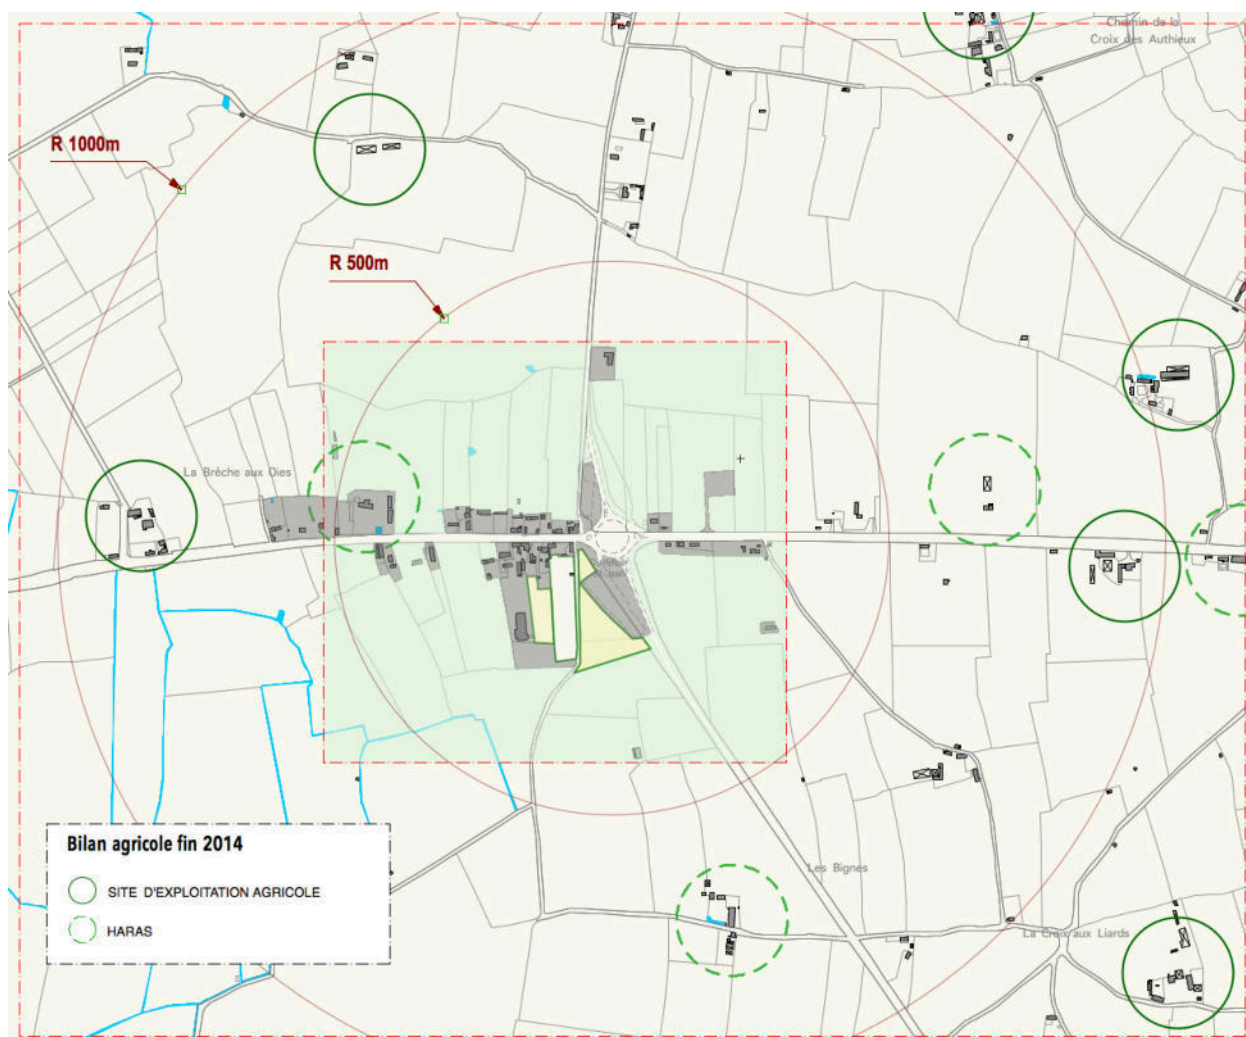 Chemin de la
Croix des Authieux
R 1000m
R 500m
La Brèche aux Oies
Les Bignes
La Croix aux Liards
Bilan agricole fin 2014
SITE D'EXPLOITATION AGRICOLE
HARAS